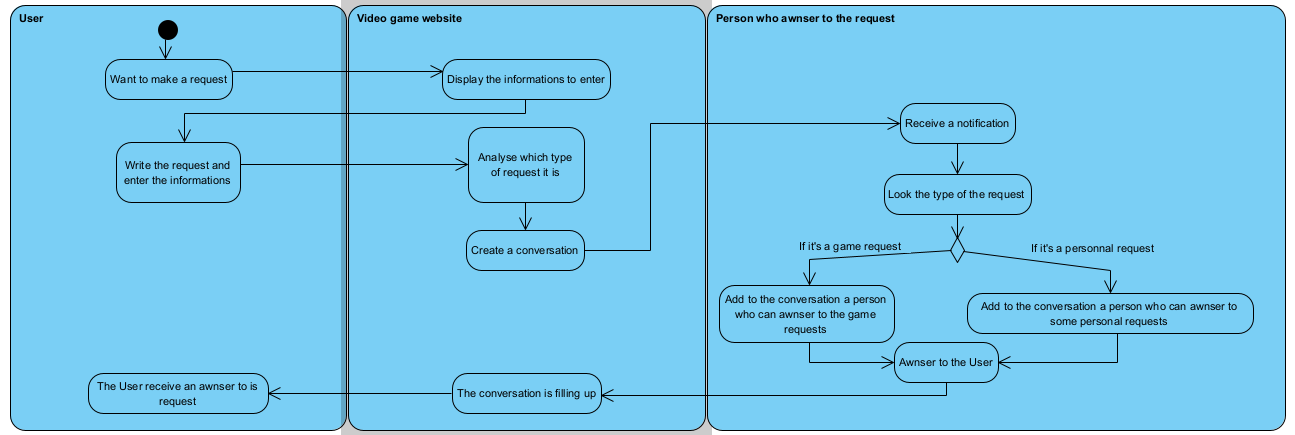 User
Video game website
Person who awnser to the request
Want to make a request
Display the informations to enter
Receive a notification
Write the request and
enter the informations
Analyse which type
of request it is
Look the type of the request
Create a conversation
If it's a game request
If it's a personnal request
Add to the conversation a person
who can awnser to the game
requests
Add to the conversation a person who can awnser to
some personal requests
Awnser to the User
The conversation is filling up
The User receive an awnser to is
request